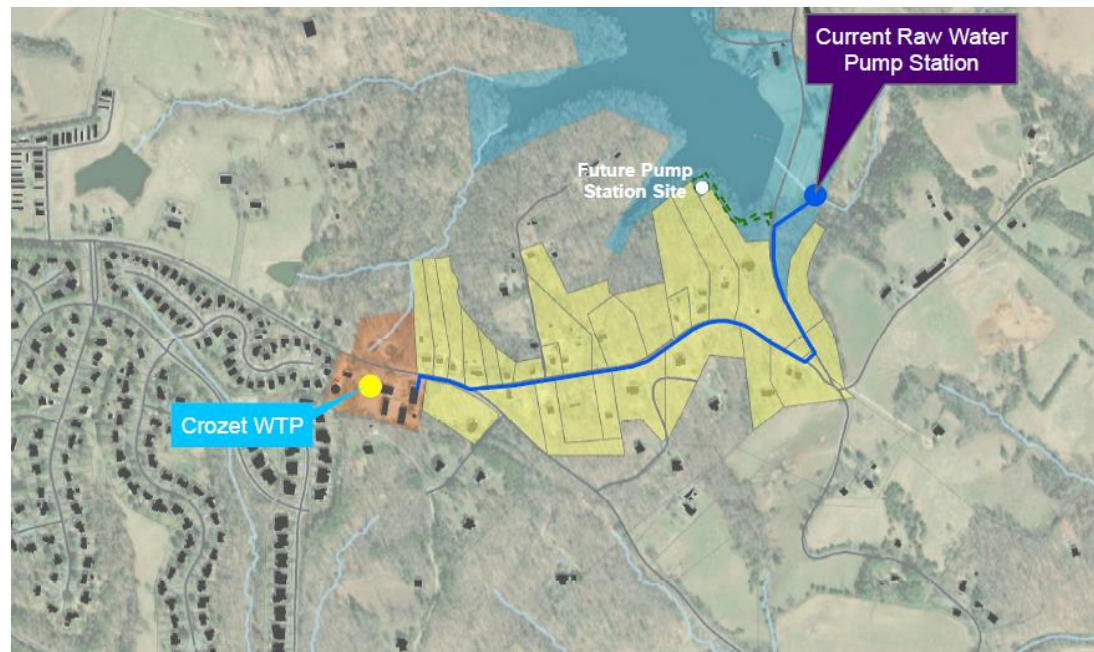 Current Raw Water
Pump Station
Future Pump
Station Site
Crozet WTP